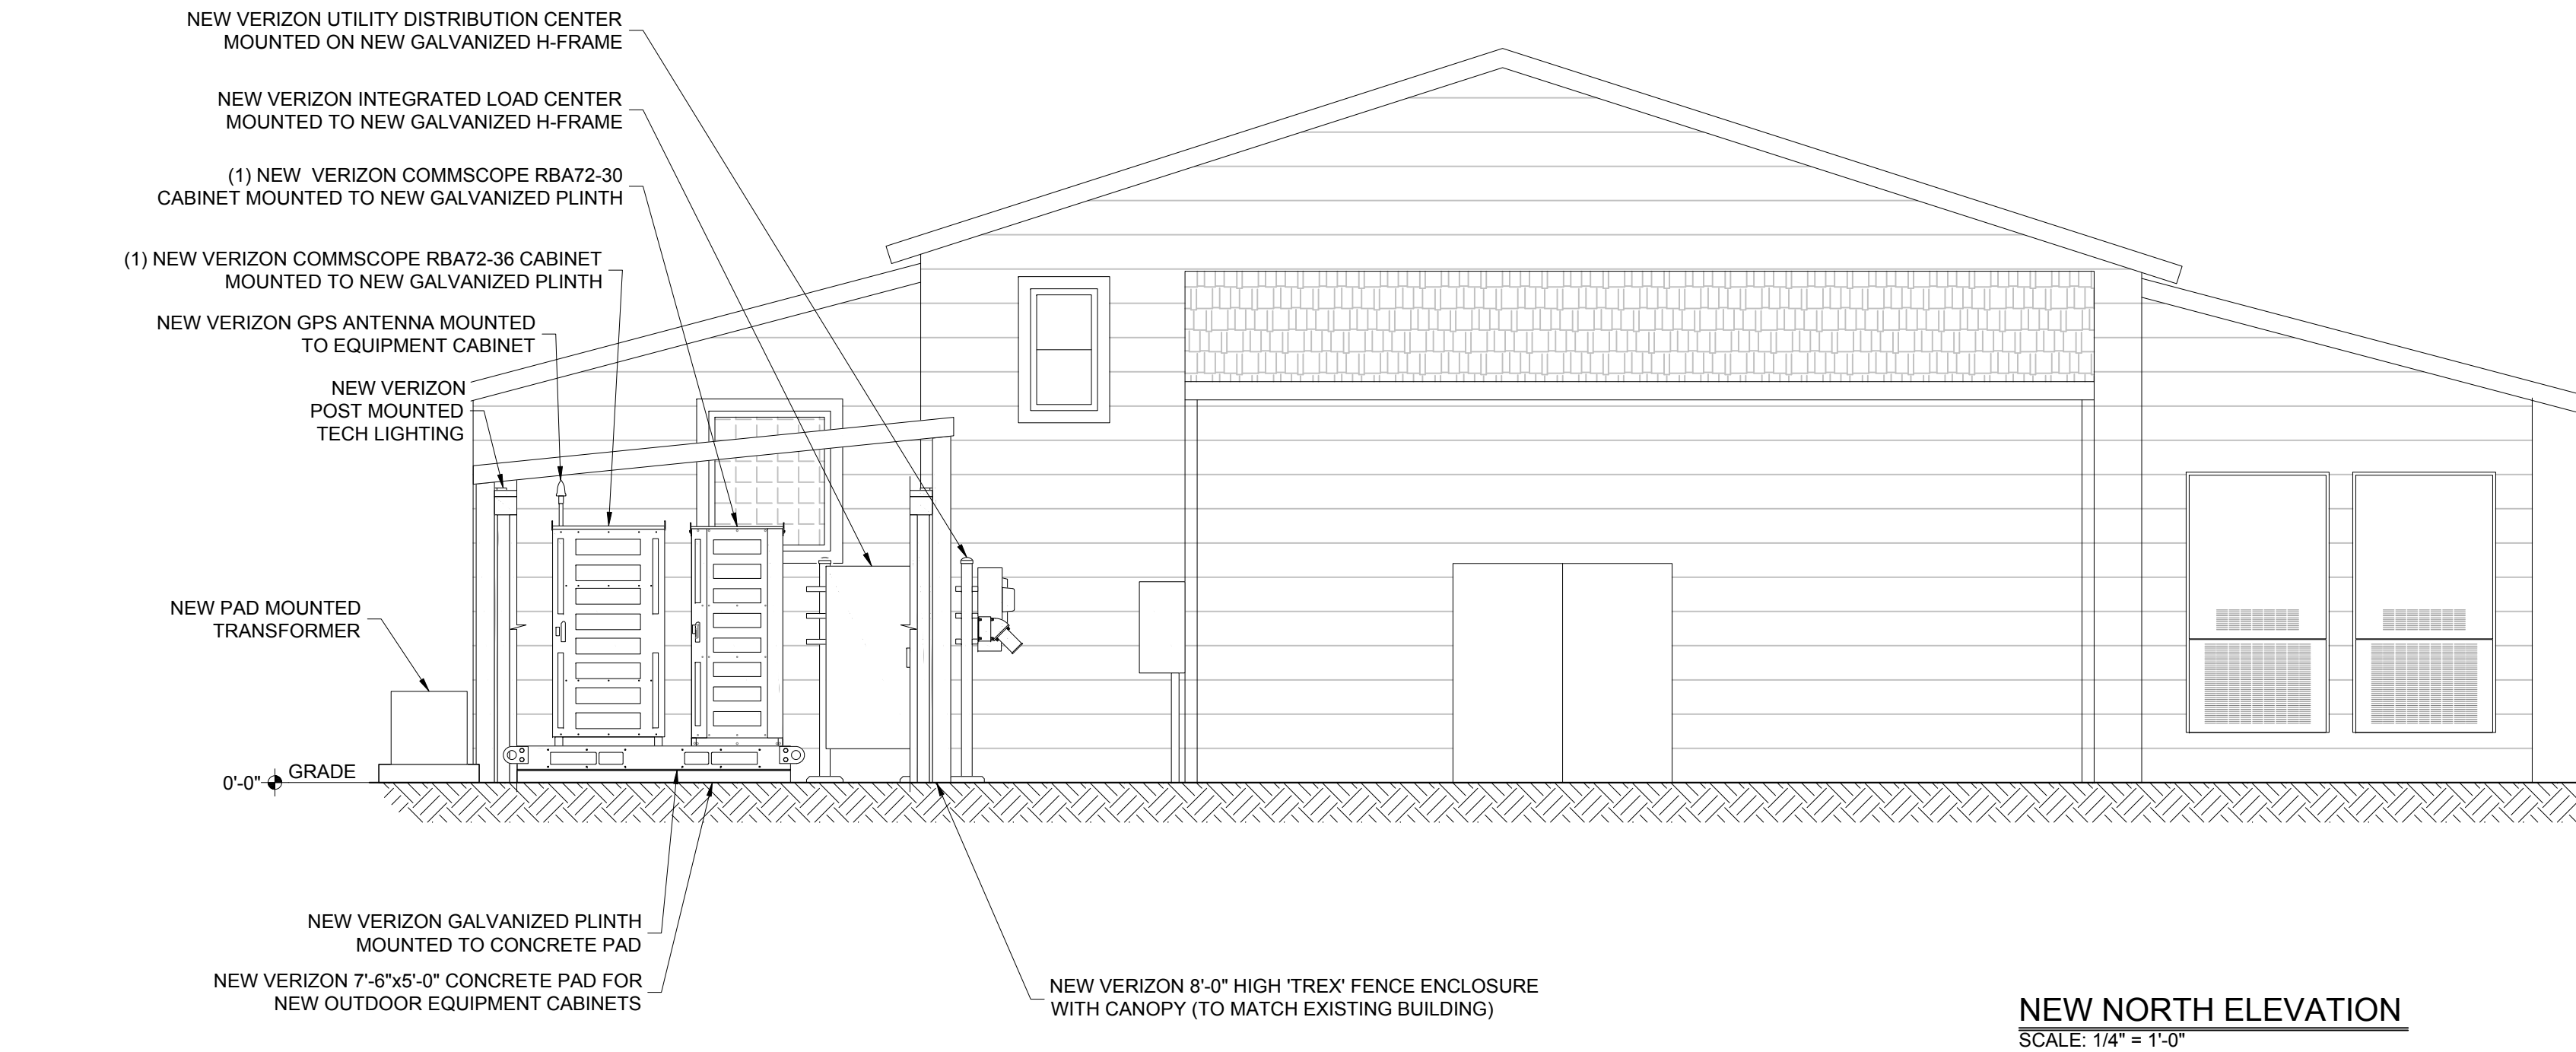 NEW VERIZON UTILITY DISTRIBUTION CENTER
MOUNTED ON NEW GALVANIZED H-FRAME
NEW VERIZON INTEGRATED LOAD CENTER
MOUNTED TO NEW GALVANIZED H-FRAME
(1) NEW VERIZON COMMSCOPE RBA72-30
CABINET MOUNTED TO NEW GALVANIZED PLINTH
(1) NEW VERIZON COMMSCOPE RBA72-36 CABINET
MOUNTED TO NEW GALVANIZED PLINTH
NEW VERIZON GPS ANTENNA MOUNTED
TO EQUIPMENT CABINET
NEW VERIZON
POST MOUNTED
TECH LIGHTING
NEW PAD MOUNTED
TRANSFORMER
0'-0" GRADE
NEW VERIZON GALVANIZED PLINTH
MOUNTED TO CONCRETE PAD
NEW VERIZON 7'-6"x5'-0" CONCRETE PAD FOR
NEW OUTDOOR EQUIPMENT CABINETS
NEW VERIZON 8'-0" HIGH 'TREX' FENCE ENCLOSURE
WITH CANOPY (TO MATCH EXISTING BUILDING)
NEW NORTH ELEVATION
SCALE: 1/4" = 1'-0"